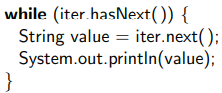 while (iter.hasNext()) {
String value = iter.next();
System.out.println(value);
}